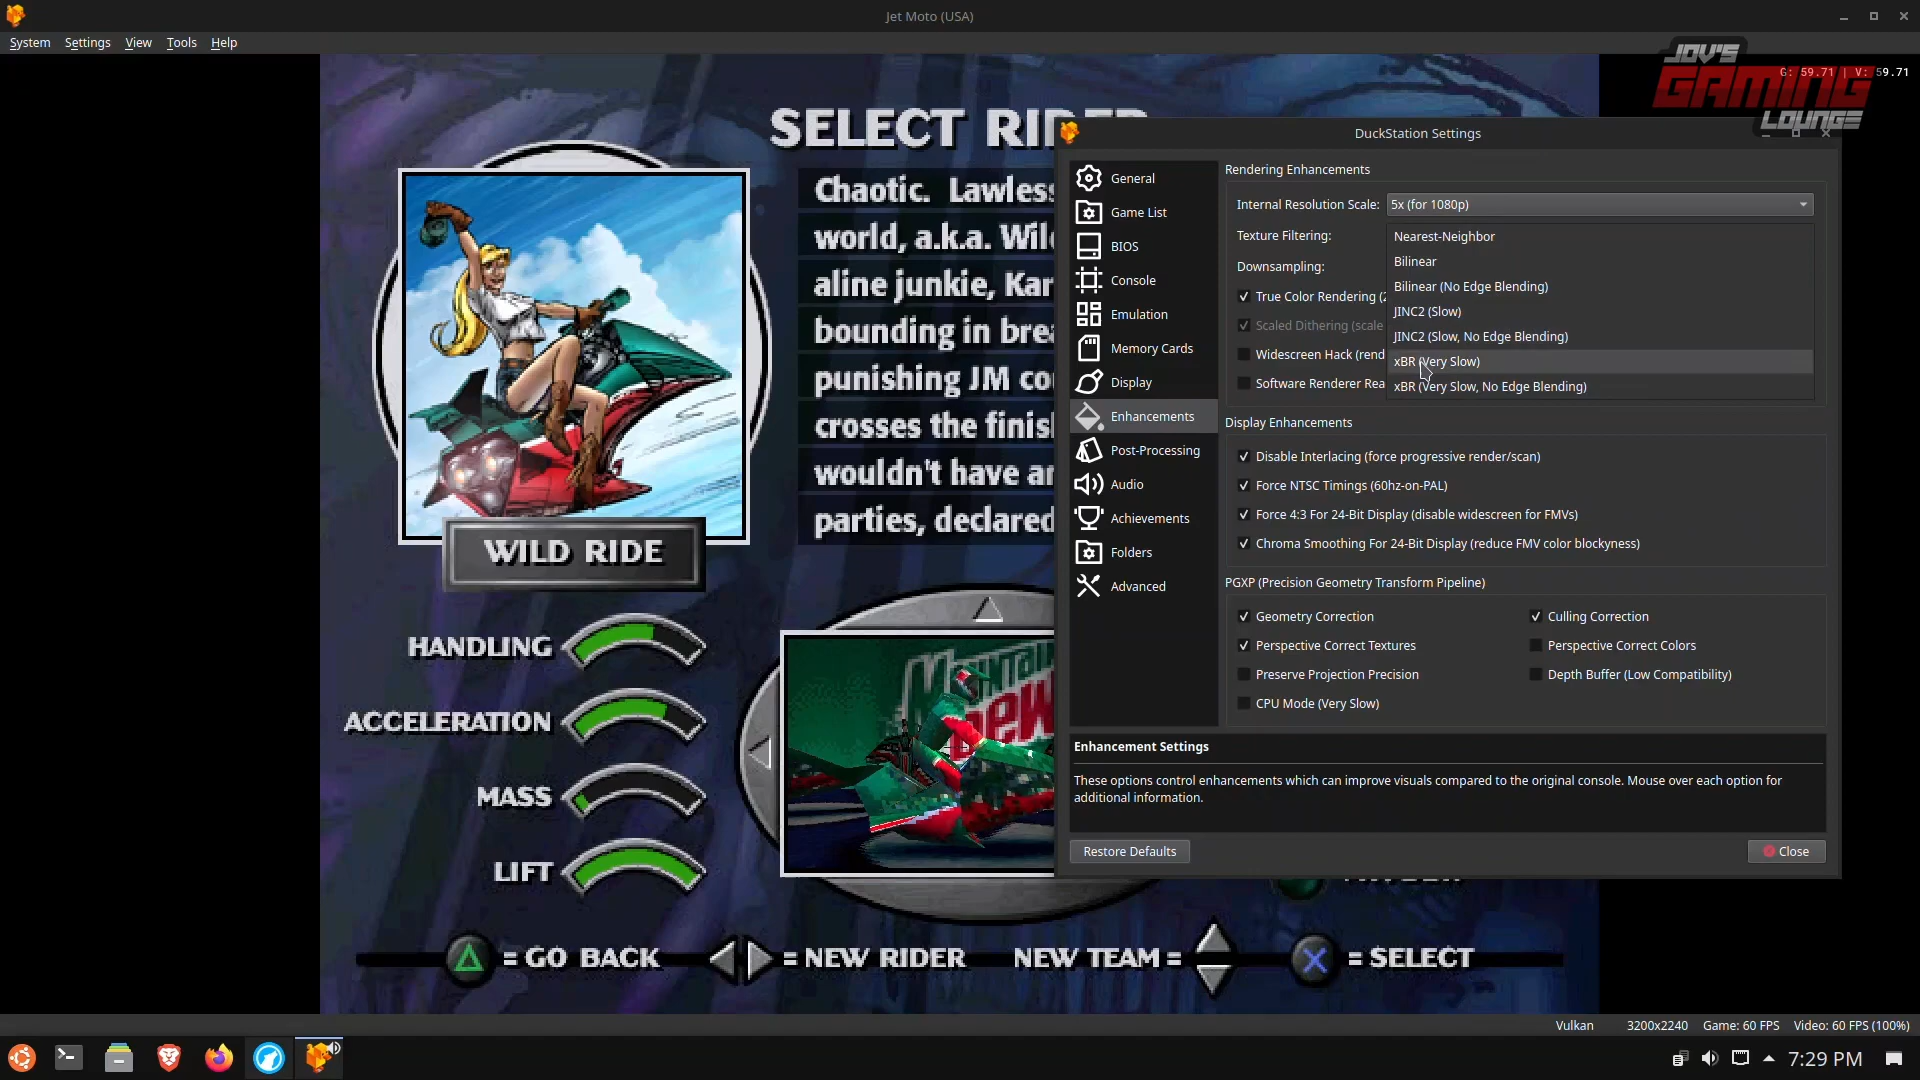 Jet Moto (USA)
System Settings View Tools Help
JOV'S
GAMING
LOUNGE
G: 59.71 | V: 59.71
SELECT RIDER
Chaotic. Lawless
world, a.k.a. Wil
aline junkie, Kar
bounding in brea
punishing JM co
crosses the finis
wouldn't have an
parties, declared
WILD RIDE
HANDLING
ACCELERATION
MASS
LIFT
MOUNTAIN
Dew
= GO BACK
= NEW RIDER
NEW TEAM =
= SELECT
DuckStation Settings
General
Game List
BIOS
Console
Emulation
Memory Cards
Display
Enhancements
Post-Processing
Audio
Achievements
Folders
Advanced
Rendering Enhancements
Internal Resolution Scale: 5x (for 1080p)
Texture Filtering:
Downsampling:
True Color Rendering (2
Scaled Dithering (scale
Widescreen Hack (rend
Software Renderer Rea
Nearest-Neighbor
Bilinear
Bilinear (No Edge Blending)
JINC2 (Slow)
JINC2 (Slow, No Edge Blending)
xBR (Very Slow)
xBR (Very Slow, No Edge Blending)
Display Enhancements
Disable Interlacing (force progressive render/scan)
Force NTSC Timings (60hz-on-PAL)
Force 4:3 For 24-Bit Display (disable widescreen for FMVs)
Chroma Smoothing For 24-Bit Display (reduce FMV color blockyness)
PGXP (Precision Geometry Transform Pipeline)
Geometry Correction Culling Correction
Perspective Correct Textures Perspective Correct Colors
Preserve Projection Precision Depth Buffer (Low Compatibility)
CPU Mode (Very Slow)
Enhancement Settings
These options control enhancements which can improve visuals compared to the original console. Mouse over each option for
additional information.
Restore Defaults Close
Vulkan 3200x2240 Game: 60 FPS Video: 60 FPS (100%)
7:29 PM